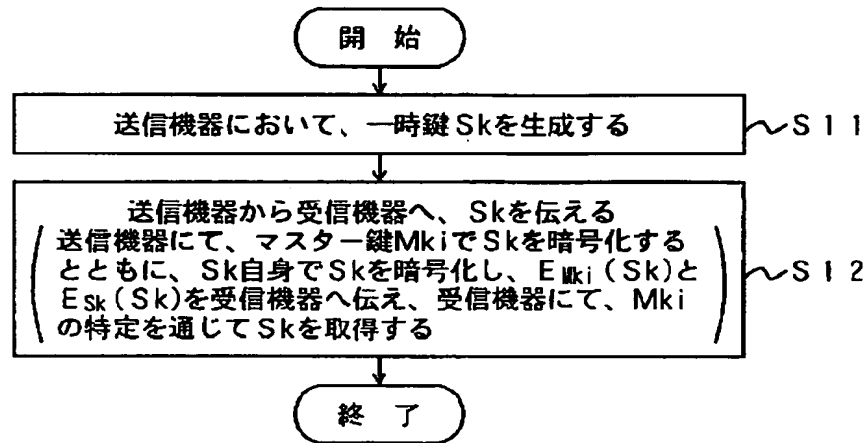 開 始
送信機器において、一時鍵Skを生成する
S11
送信機器から受信機器へ、Skを伝える
送信機器にて、マスター鍵MkiでSkを暗号化する
とともに、Sk自身でSkを暗号化し、EMki(Sk)と
ESk(Sk)を受信機器へ伝え、受信機器にて、Mki
の特定を通じてSkを取得する
S12
終 了